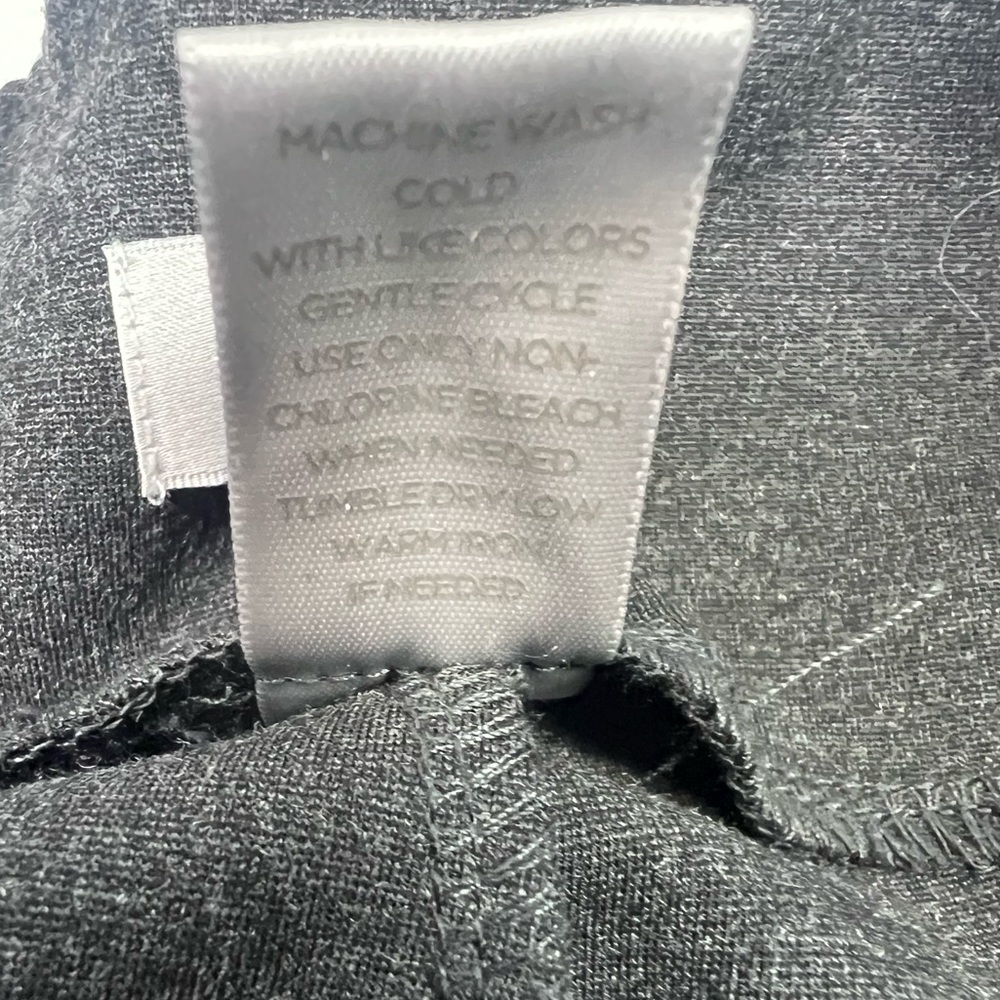 MACHINE WASH
COLD
WITH LIKE COLORS
GENTLE CYCLE
USE ONLY NON-
CHLORINE BLEACH
WHEN NEEDED
TUMBLE DRY LOW
WARM IRON
IF NEEDED